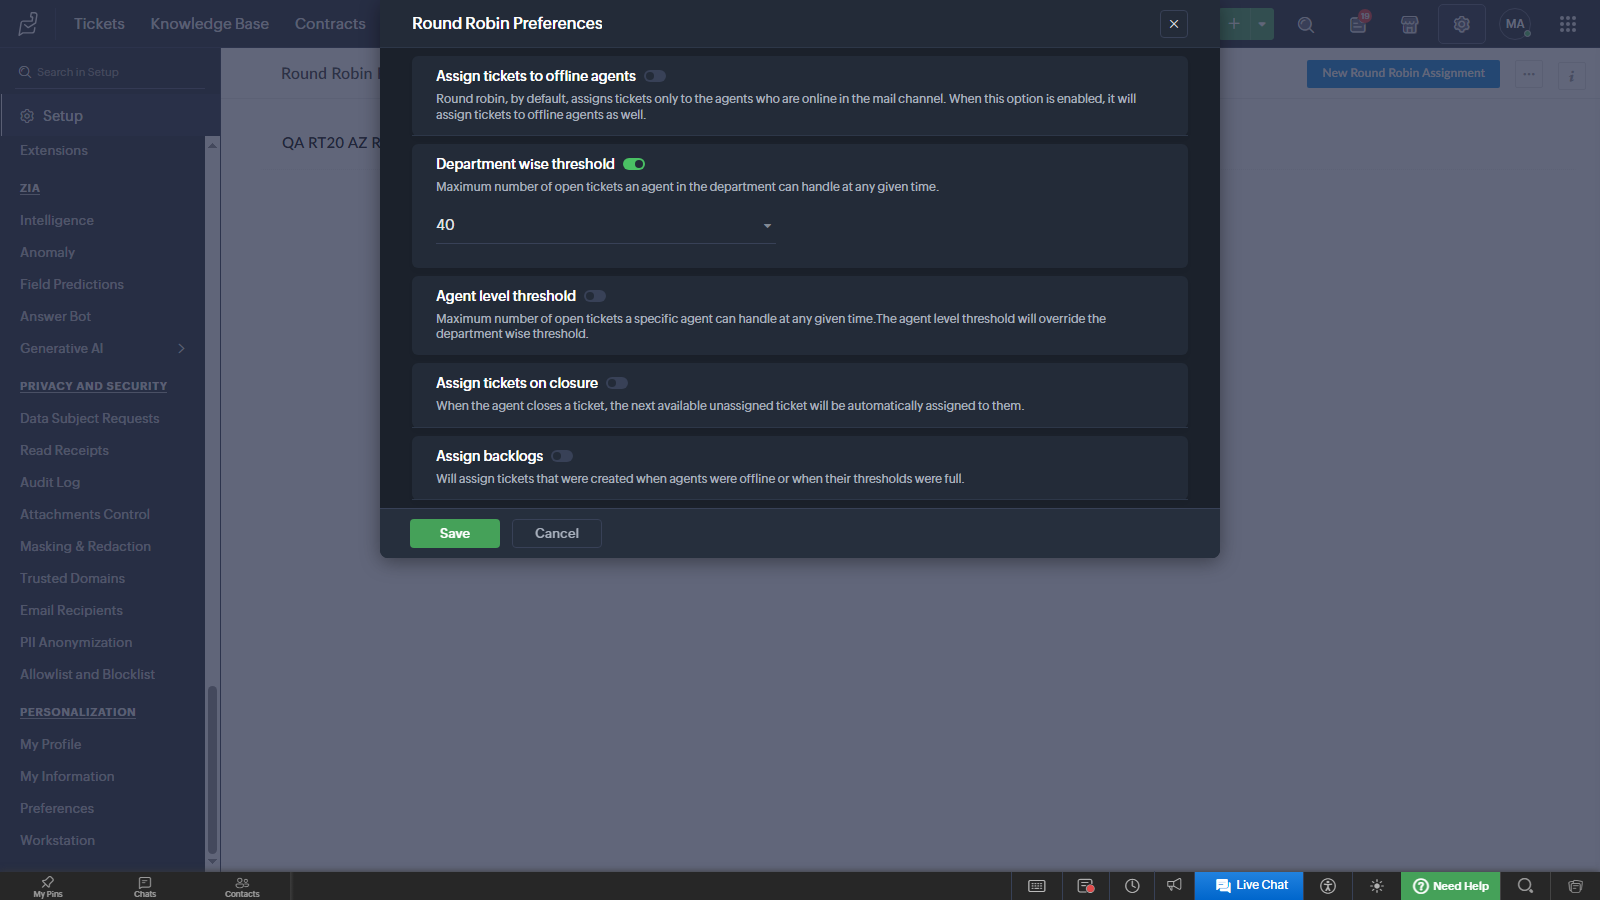 Tickets
Knowledge Base
Contracts
Round Robin Preferences
19
MA
Search in Setup
Setup
Extensions
ZIA
Intelligence
Anomaly
Field Predictions
Answer Bot
Generative AI
PRIVACY AND SECURITY
Data Subject Requests
Read Receipts
Audit Log
Attachments Control
Masking & Redaction
Trusted Domains
Email Recipients
PII Anonymization
Allowlist and Blocklist
PERSONALIZATION
My Profile
My Information
Preferences
Workstation
Round Robin
New Round Robin Assignment
QA RT20 AZ R
Assign tickets to offline agents
Round robin, by default, assigns tickets only to the agents who are online in the mail channel. When this option is enabled, it will
assign tickets to offline agents as well.
Department wise threshold
Maximum number of open tickets an agent in the department can handle at any given time.
40
Agent level threshold
Maximum number of open tickets a specific agent can handle at any given time.The agent level threshold will override the
department wise threshold.
Assign tickets on closure
When the agent closes a ticket, the next available unassigned ticket will be automatically assigned to them.
Assign backlogs
Will assign tickets that were created when agents were offline or when their thresholds were full.
Save
Cancel
My Pins
Chats
Contacts
Live Chat
Need Help